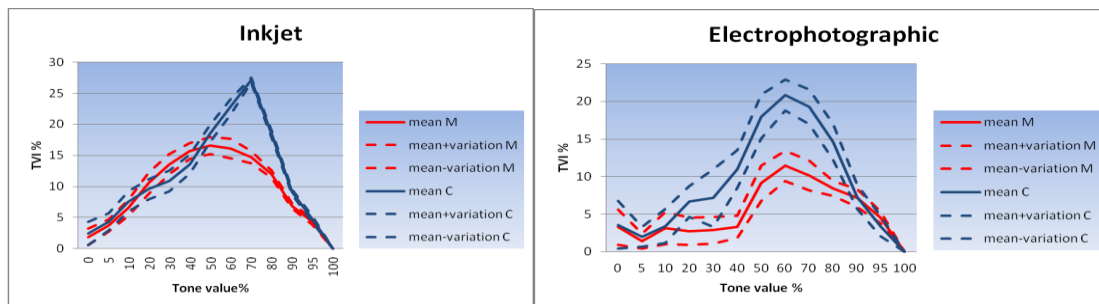 Inkjet
TVI %
30
25
20
15
10
5
0
0 5 10 20 30 40 50 60 70 80 90 95 100
Tone value%
mean M
mean+variation M
mean-variation M
mean C
mean+variation C
mean-variation C
Electrophotographic
TVI %
25
20
15
10
5
0
0 5 10 20 30 40 50 60 70 80 90 95 100
Tone value %
mean M
mean+variation M
mean-variation M
mean C
mean+variation C
mean-variation C